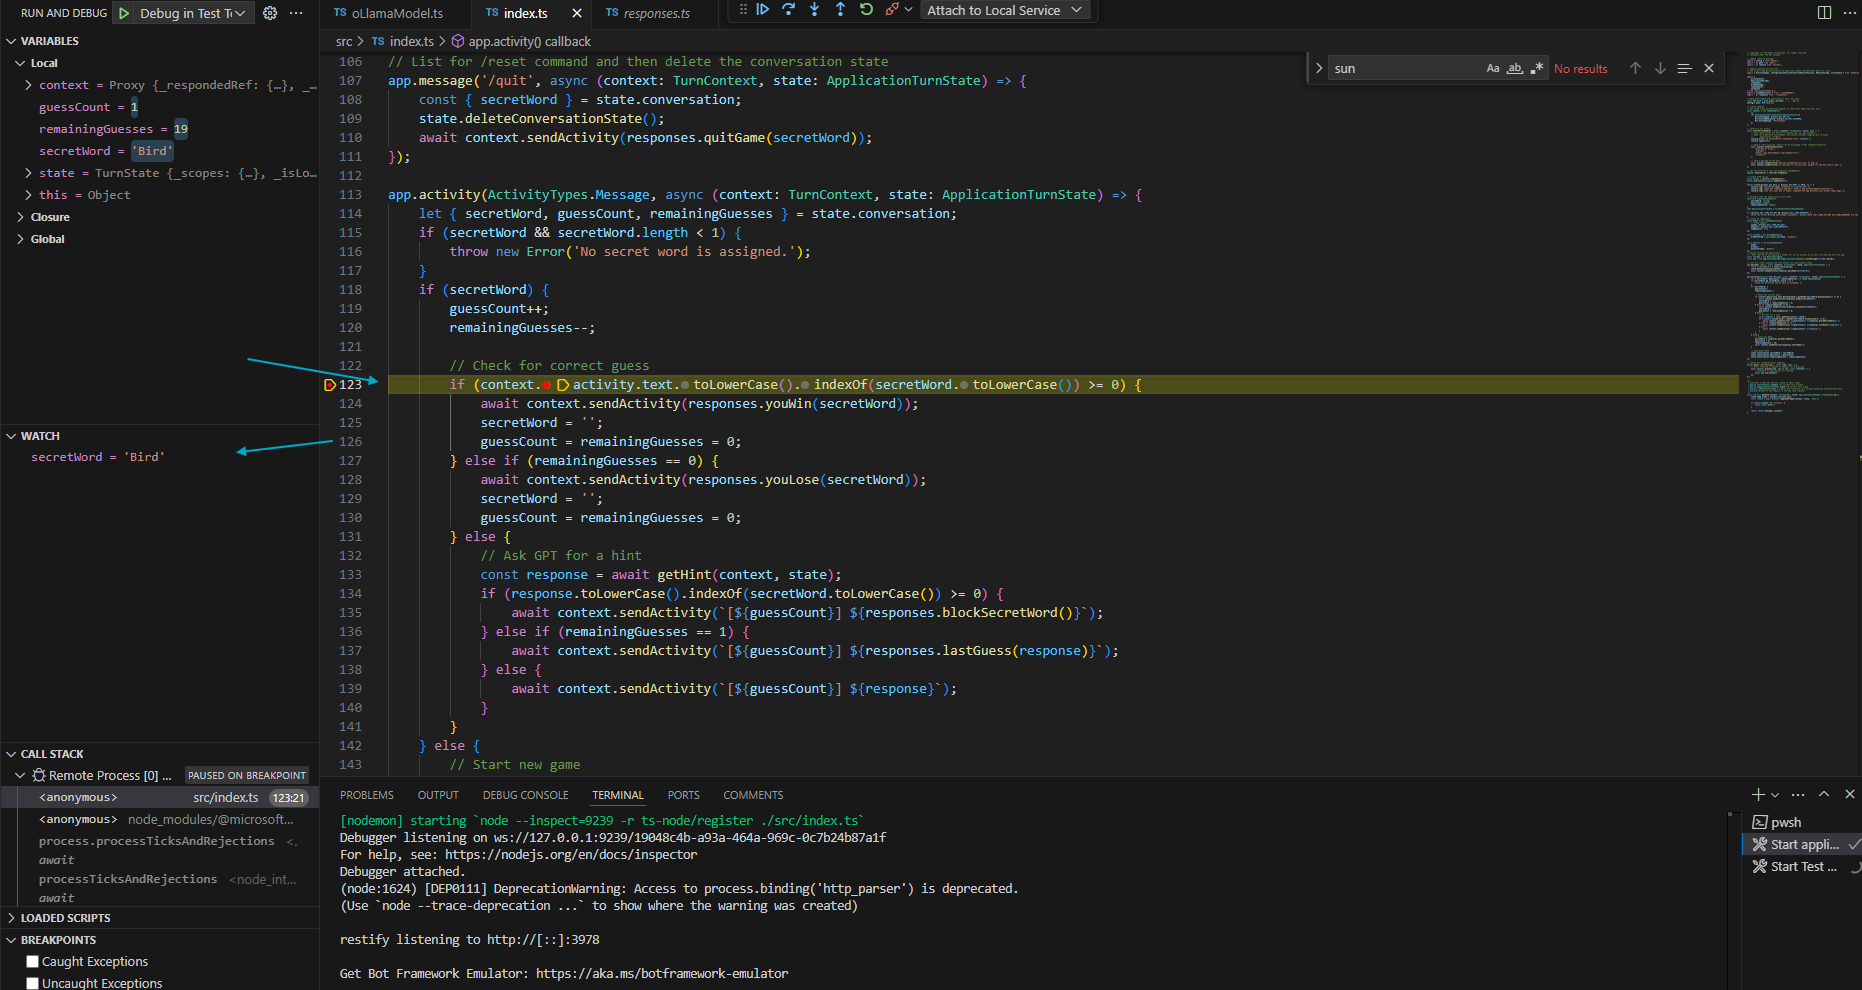 RUN AND DEBUG
Debug in Test T
TS oLlamaModel.ts
TS index.ts
TS responses.ts
Attach to Local Service
VARIABLES
Local
context = Proxy {_respondedRef: {…}, _…
guessCount = 1
remainingGuesses = 19
secretWord = 'Bird'
state = TurnState {_scopes: {…}, _isLo…
this = Object
Closure
Global
WATCH
secretWord = 'Bird'
CALL STACK
Remote Process [0] ... PAUSED ON BREAKPOINT
<anonymous> src/index.ts 123:21
<anonymous> node_modules/@microsoft...
process.processTicksAndRejections <.
await
processTicksAndRejections <node_int...
await
LOADED SCRIPTS
BREAKPOINTS
Caught Exceptions
Uncaught Exceptions
src > TS index.ts > app.activity() callback
sun
Aa ab .* No results
106 // List for /reset command and then delete the conversation state
107 app.message('/quit', async (context: TurnContext, state: ApplicationTurnState) => {
108 const { secretWord } = state.conversation;
109 state.deleteConversationState();
110 await context.sendActivity(responses.quitGame(secretWord));
111 });
112
113 app.activity(ActivityTypes.Message, async (context: TurnContext, state: ApplicationTurnState) => {
114 let { secretWord, guessCount, remainingGuesses } = state.conversation;
115 if (secretWord && secretWord.length < 1) {
116 throw new Error('No secret word is assigned.');
117 }
118 if (secretWord) {
119 guessCount++;
120 remainingGuesses--;
121
122 // Check for correct guess
123 if (context.activity.text.toLowerCase().indexOf(secretWord.toLowerCase()) >= 0) {
124 await context.sendActivity(responses.youWin(secretWord));
125 secretWord = '';
126 guessCount = remainingGuesses = 0;
127 } else if (remainingGuesses == 0) {
128 await context.sendActivity(responses.youLose(secretWord));
129 secretWord = '';
130 guessCount = remainingGuesses = 0;
131 } else {
132 // Ask GPT for a hint
133 const response = await getHint(context, state);
134 if (response.toLowerCase().indexOf(secretWord.toLowerCase()) >= 0) {
135 await context.sendActivity(`[${guessCount}] ${responses.blockSecretWord()}`);
136 } else if (remainingGuesses == 1) {
137 await context.sendActivity(`[${guessCount}] ${responses.lastGuess(response)}`);
138 } else {
139 await context.sendActivity(`[${guessCount}] ${response}`);
140 }
141 }
142 } else {
143 // Start new game
PROBLEMS OUTPUT DEBUG CONSOLE TERMINAL PORTS COMMENTS
[nodemon] starting `node --inspect=9239 -r ts-node/register ./src/index.ts`
Debugger listening on ws://127.0.0.1:9239/19048c4b-a93a-464a-969c-0c7b24b87a1f
For help, see: https://nodejs.org/en/docs/inspector
Debugger attached.
(node:1624) [DEP0111] DeprecationWarning: Access to process.binding('http_parser') is deprecated.
(Use `node --trace-deprecation ...` to show where the warning was created)
restify listening to http://[::]:3978
Get Bot Framework Emulator: https://aka.ms/botframework-emulator
pwsh
Start appli...
Start Test ...